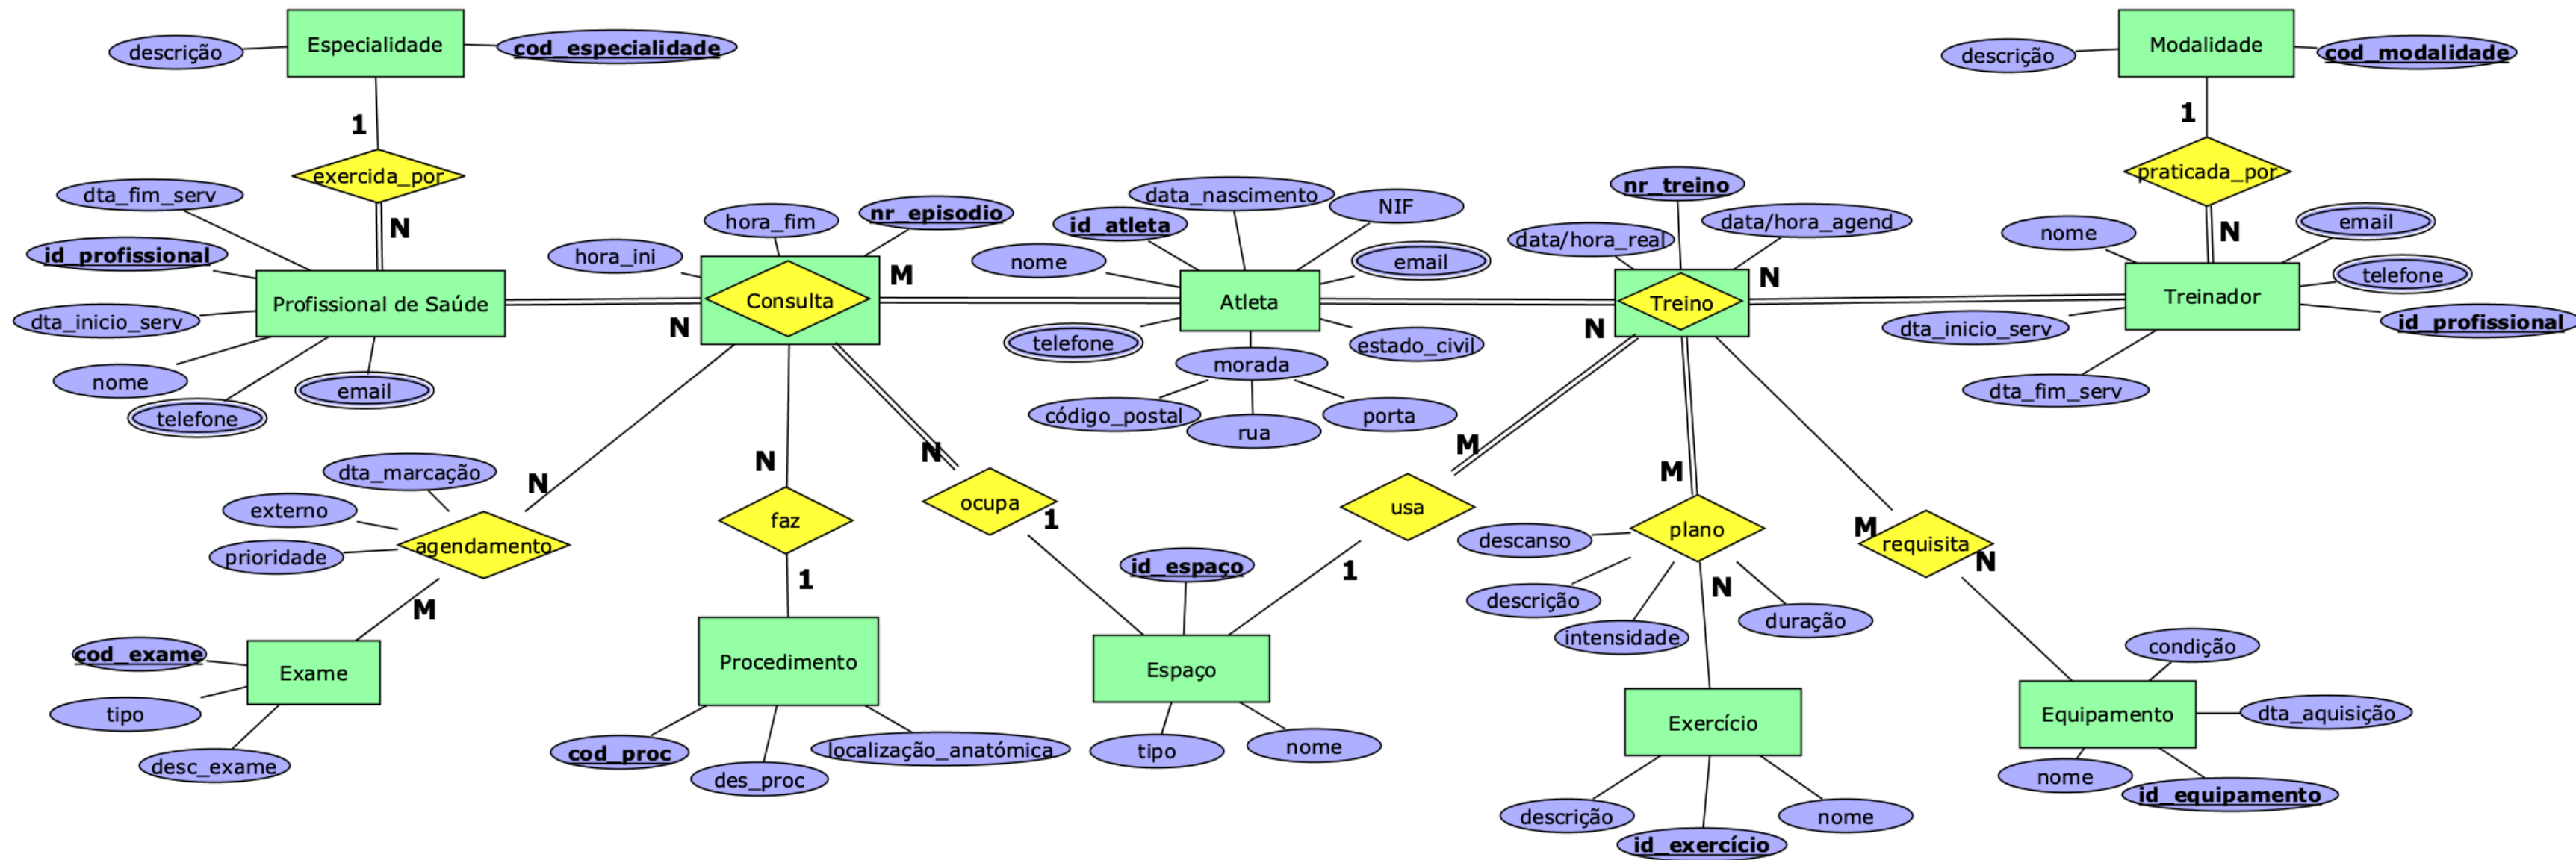 Especialidade
descrição
cod_especialidade
1
exercida_por
N
dta_fim_serv
id_profissional
Profissional de Saúde
dta_inicio_serv
nome
telefone
email
hora_ini
hora_fim
nr_episodio
Consulta
M
N
id_atleta
data_nascimento
NIF
nome
email
Atleta
telefone
estado_civil
morada
código_postal
rua
porta
nr_treino
data/hora_real
data/hora_agend
Treino
N
N
Modalidade
descrição
cod_modalidade
1
praticada_por
N
nome
email
telefone
Treinador
id_profissional
dta_inicio_serv
dta_fim_serv
dta_marcação
externo
prioridade
agendamento
N
M
cod_exame
Exame
tipo
desc_exame
N
faz
1
Procedimento
cod_proc
des_proc
localização_anatómica
N
ocupa
1
M
usa
1
id_espaço
Espaço
tipo
nome
M
plano
N
descanso
descrição
intensidade
duração
Exercício
descrição
id_exercício
nome
M
requisita
N
condição
Equipamento
dta_aquisição
nome
id_equipamento